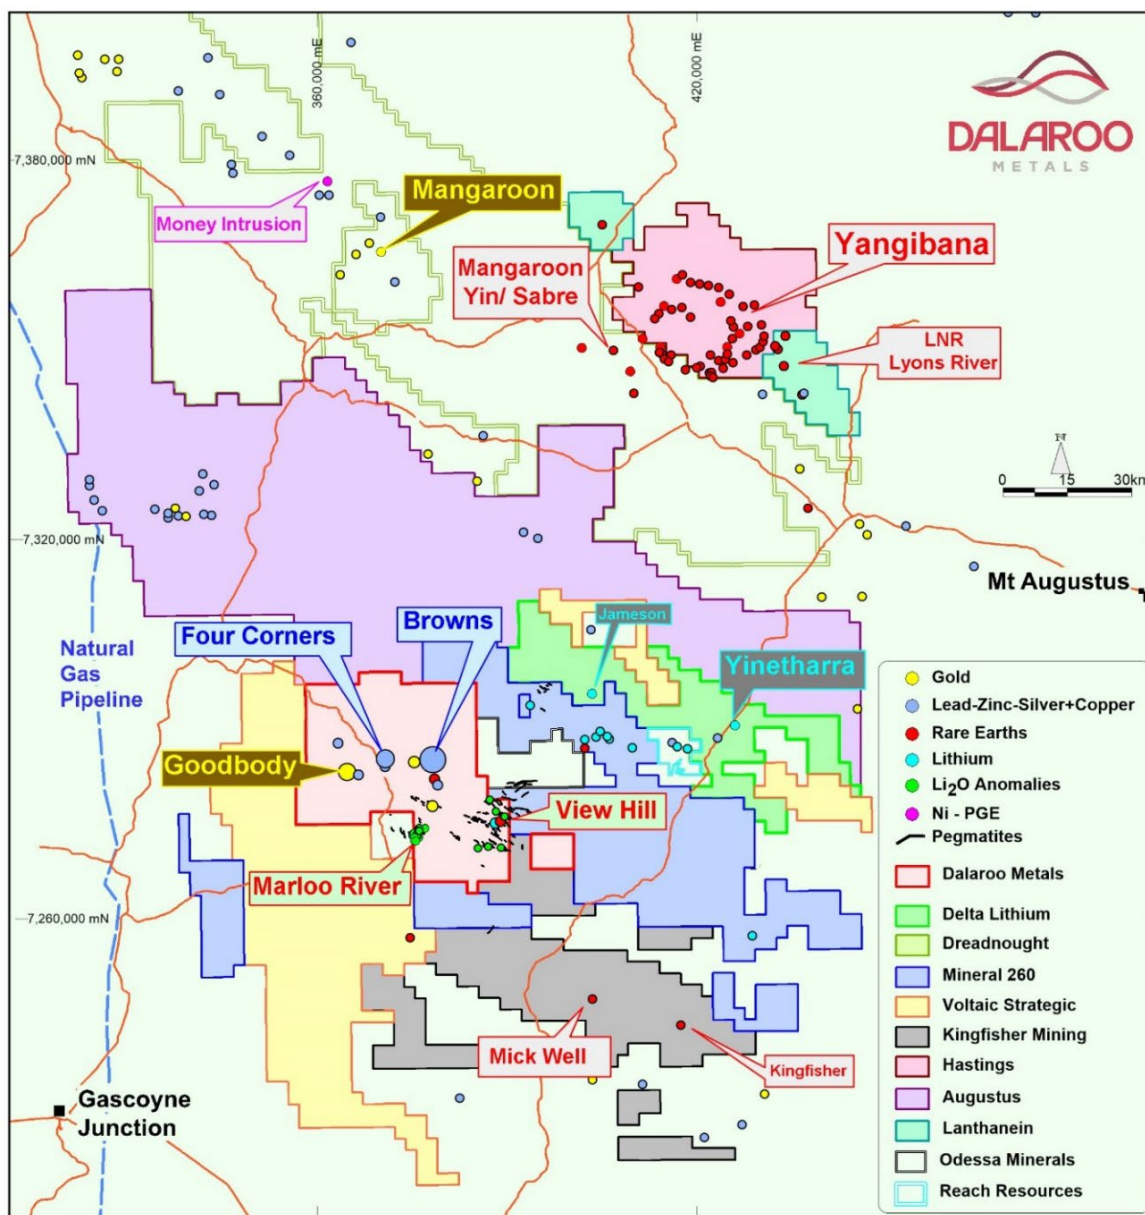 360,000 mE
420,000 mE
DALAROO
METALS
7,380,000 mN
Mangaroon
Money Intrusion
Yangibana
Mangaroon
Yin/ Sabre
LNR
Lyons River
N
0 15 30km
7,320,000 mN
Mt Augustus
Jameson
Browns
Four Corners
Natural
Gas
Pipeline
Yinetharra
Goodbody
View Hill
Marloo River
7,260,000 mN
Mick Well
Kingfisher
Gascoyne
Junction
Gold
Lead-Zinc-Silver+Copper
Rare Earths
Lithium
Li2O Anomalies
Ni - PGE
Pegmatites
Dalaroo Metals
Delta Lithium
Dreadnought
Mineral 260
Voltaic Strategic
Kingfisher Mining
Hastings
Augustus
Lanthanein
Odessa Minerals
Reach Resources